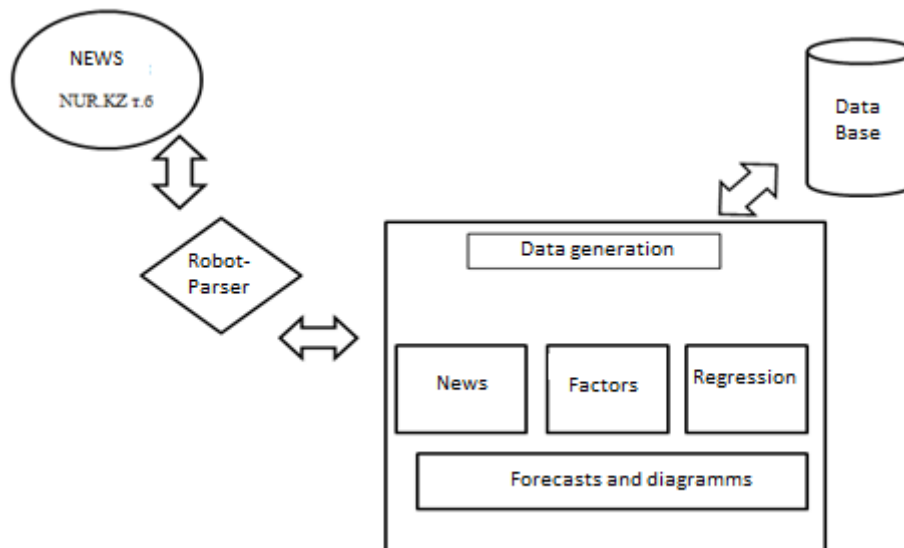 NEWS
NUR.KZ т.б
Data
Base
Data generation
Robot-
Parser
News
Factors
Regression
Forecasts and diagramms